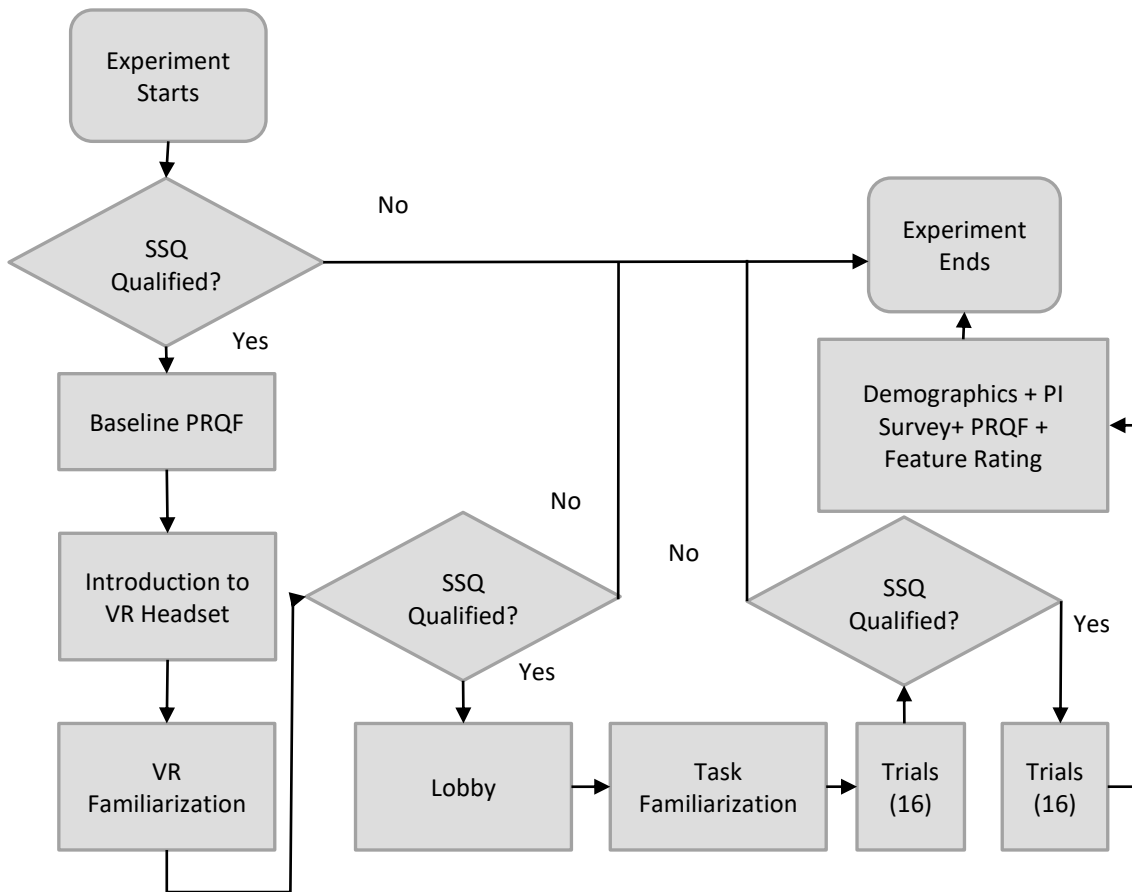 Experiment
Starts
No
SSQ
Qualified?
Experiment
Ends
Yes
Baseline PRQF
Demographics + PI
Survey+ PRQF +
Feature Rating
Introduction to
VR Headset
No
SSQ
Qualified?
Yes
No
SSQ
Qualified?
Yes
VR
Familiarization
Lobby
Task
Familiarization
Trials
(16)
Trials
(16)